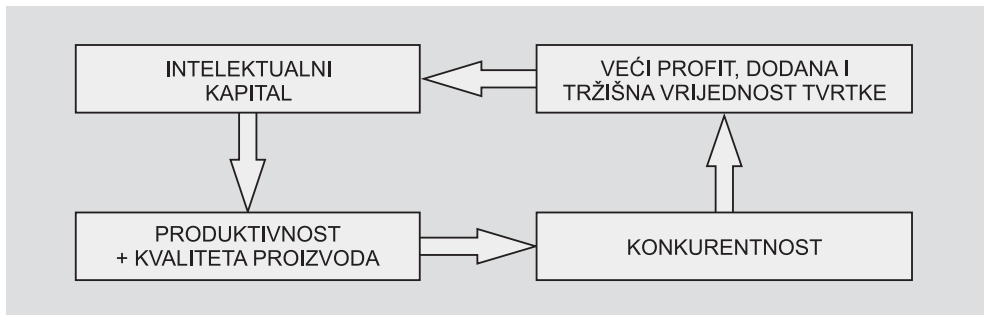 INTELEKTUALNI
KAPITAL
VEĆI PROFIT, DODANA I
TRŽIŠNA VRIJEDNOST TVRTKE
PRODUKTIVNOST
+ KVALITETA PROIZVODA
KONKURENTNOST